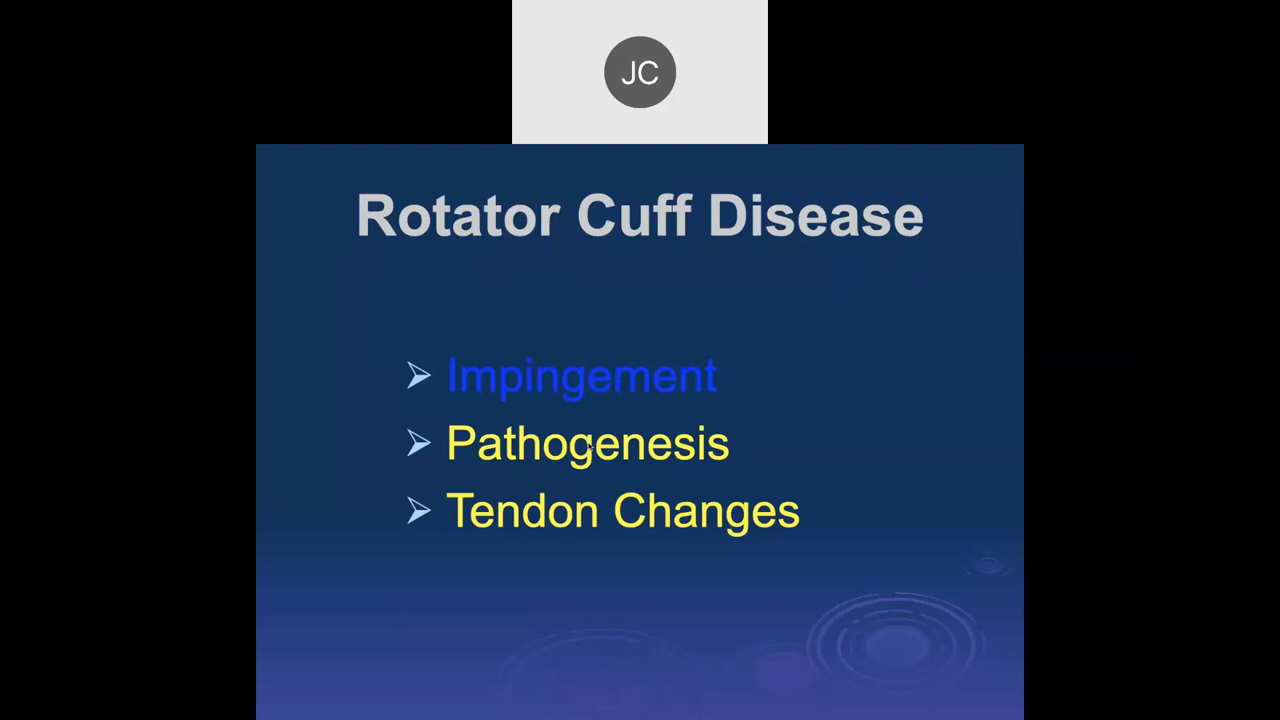 JC
Rotator Cuff Disease
Impingement
Pathogenesis
Tendon Changes